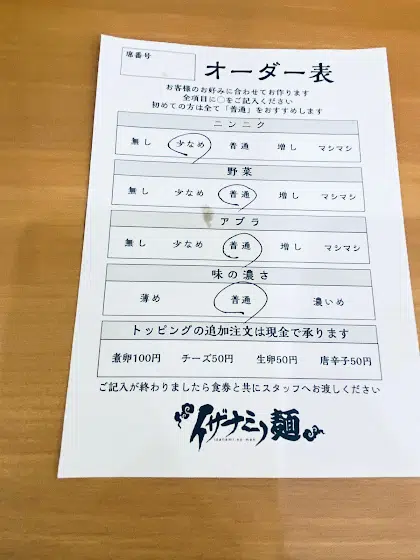 席番号
オーダー表
お客様のお好みに合わせてお作ります
全項目に○をご記入ください
初めての方は全て「普通」をおすすめします
ニンニク
無し 少なめ 普通 増し マシマシ
野菜
無し 少なめ 普通 増し マシマシ
アブラ
無し 少なめ 普通 増し マシマシ
味の濃さ
薄め 普通 濃いめ
トッピングの追加注文は現金で承ります
煮卵100円 チーズ50円 生卵50円 唐辛子50円
ご記入が終わりましたら食券と共にスタッフへお渡しください
イザナミノ麺
izanami no men